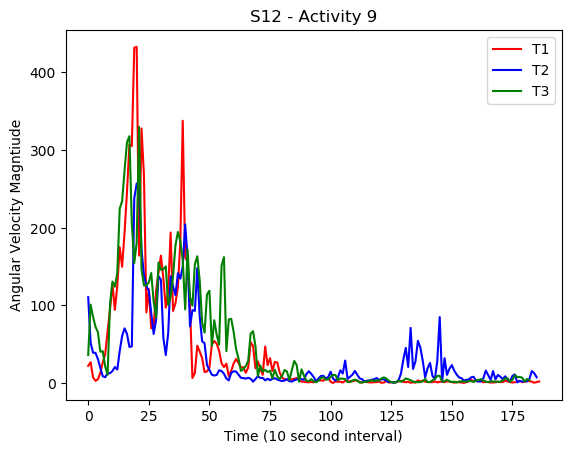 S12 - Activity 9
T1
T2
T3
400
300
200
100
0
Angular Velocity Magntiude
0 25 50 75 100 125 150 175
Time (10 second interval)